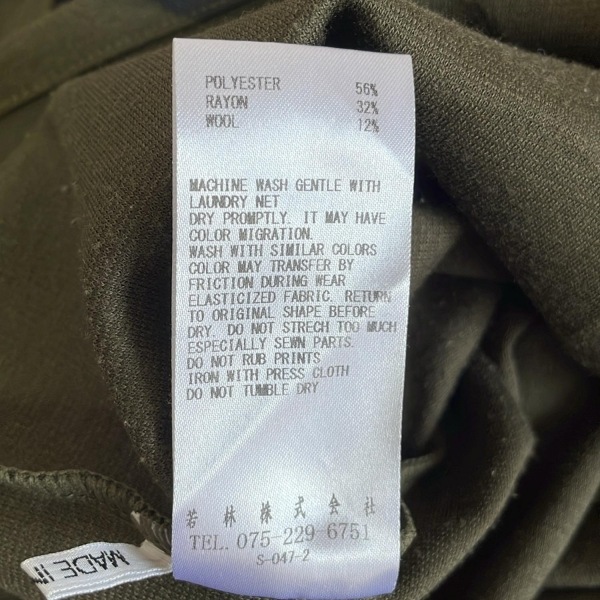 POLYESTER 56%
RAYON 32%
WOOL 12%
MACHINE WASH GENTLE WITH
LAUNDRY NET
DRY PROMPTLY. IT MAY HAVE
COLOR MIGRATION.
WASH WITH SIMILAR COLORS
COLOR MAY TRANSFER BY
FRICTION DURING WEAR
ELASTICIZED FABRIC. RETURN
TO ORIGINAL SHAPE BEFORE
DRY. DO NOT STRECH TOO MUCH
ESPECIALLY SEWN PARTS.
DO NOT RUB PRINTS
IRON WITH PRESS CLOTH
DO NOT TUMBLE DRY
若林株式会社
TEL. 075-229-6751
S-047-2
MADE I